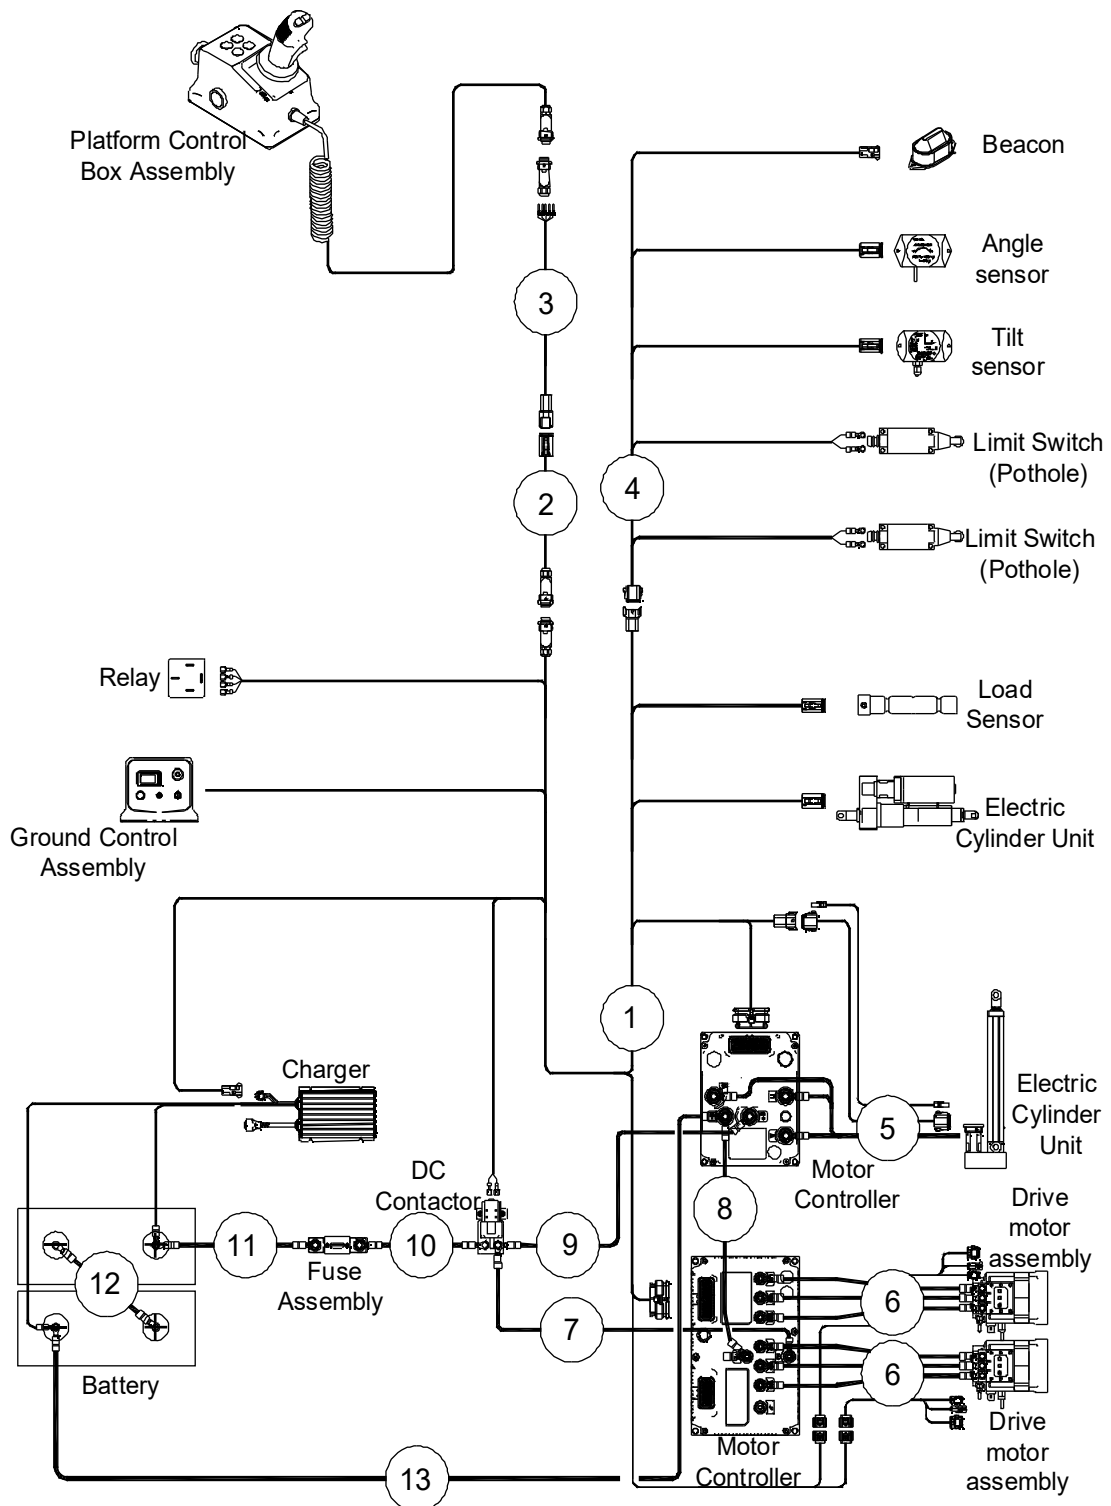 Platform Control
Box Assembly
Beacon
Angle
sensor
3
Tilt
sensor
Limit Switch
(Pothole)
4
2
Limit Switch
(Pothole)
Relay
Load
Sensor
Electric
Cylinder Unit
Ground Control
Assembly
1
Charger
Electric
Cylinder
Unit
5
DC
Contactor
Motor
Controller
8
Drive
motor
assembly
11
10
9
12
Fuse
Assembly
6
7
6
Battery
Drive
motor
assembly
Motor
Controller
13